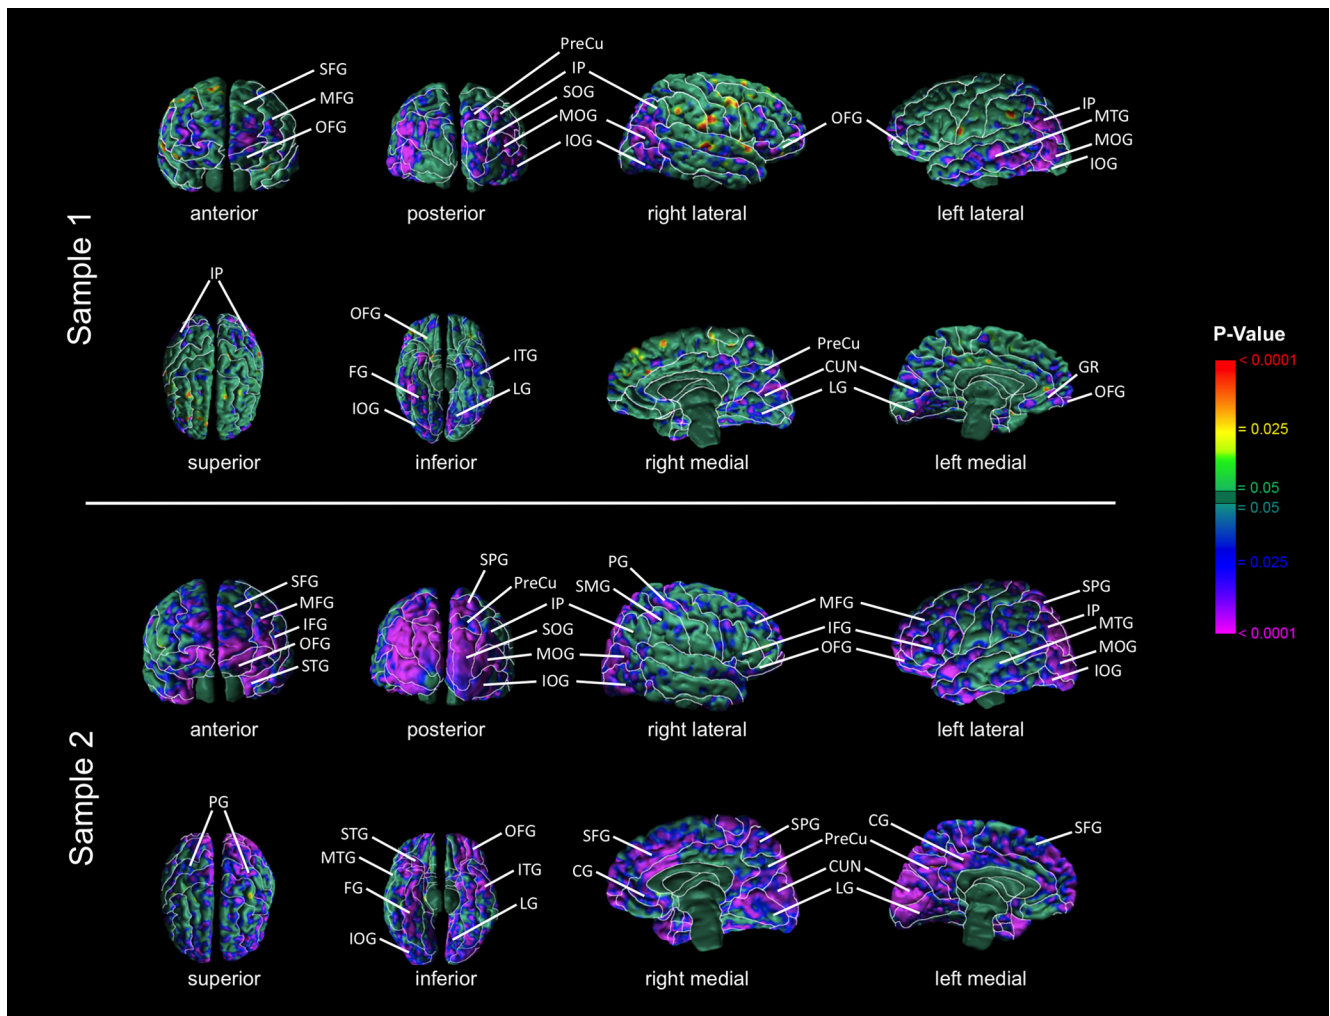 Sample 1
SFG
MFG
OFG
anterior
PreCu
IP
SOG
MOG
IOG
posterior
right lateral
OFG
IP
MTG
MOG
IOG
left lateral
IP
superior
OFG
FG
IOG
ITG
LG
inferior
PreCu
CUN
LG
right medial
GR
OFG
left medial
P-Value
< 0.0001
= 0.025
= 0.05
= 0.05
= 0.025
< 0.0001
Sample 2
SFG
MFG
IFG
OFG
STG
anterior
SPG
PreCu
IP
SOG
MOG
IOG
posterior
PG
SMG
right lateral
MFG
IFG
OFG
SPG
IP
MTG
MOG
IOG
left lateral
PG
superior
STG
MTG
FG
IOG
OFG
ITG
LG
inferior
SFG
CG
SPG
right medial
CG
PreCu
CUN
LG
SFG
left medial